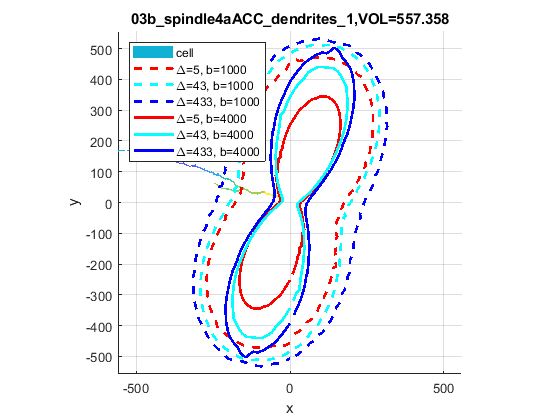 03b_spindle4aACC_dendrites_1,VOL=557.358
cell
Δ=5, b=1000
Δ=43, b=1000
Δ=433, b=1000
Δ=5, b=4000
Δ=43, b=4000
Δ=433, b=4000
500
400
300
200
100
0
-100
-200
-300
-400
-500
y
-500
0
500
x